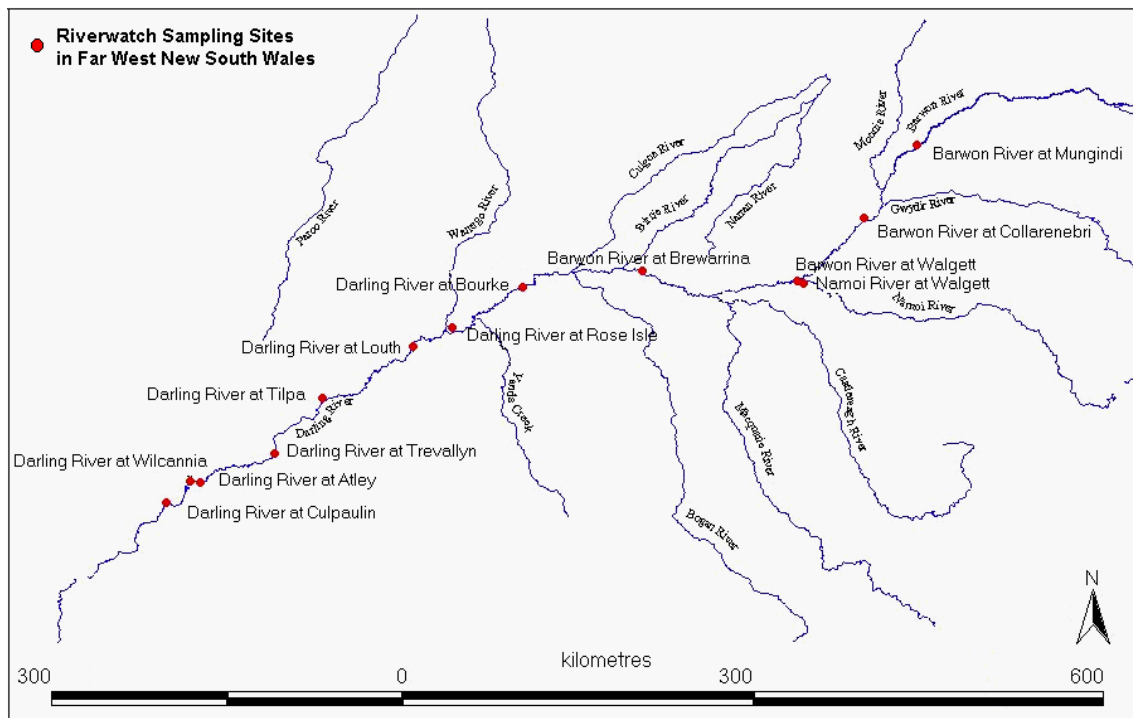 Riverwatch Sampling Sites
in Far West New South Wales
Moonie River
Barwon River
Barwon River at Mungindi
Culgoa River
Birrie River
Narran River
Gwydir River
Paroo River
Warrego River
Barwon River at Collarenebri
Barwon River at Brewarrina
Barwon River at Walgett
Namoi River at Walgett
Darling River at Bourke
Namoi River
Darling River at Rose Isle
Darling River at Louth
Yanda Creek
Castlereagh River
Darling River at Tilpa
Darling River
Macquarie River
Darling River at Trevallyn
Darling River at Wilcannia
Darling River at Atley
Darling River at Culpaulin
Bogan River
N
kilometres
300
0
300
600